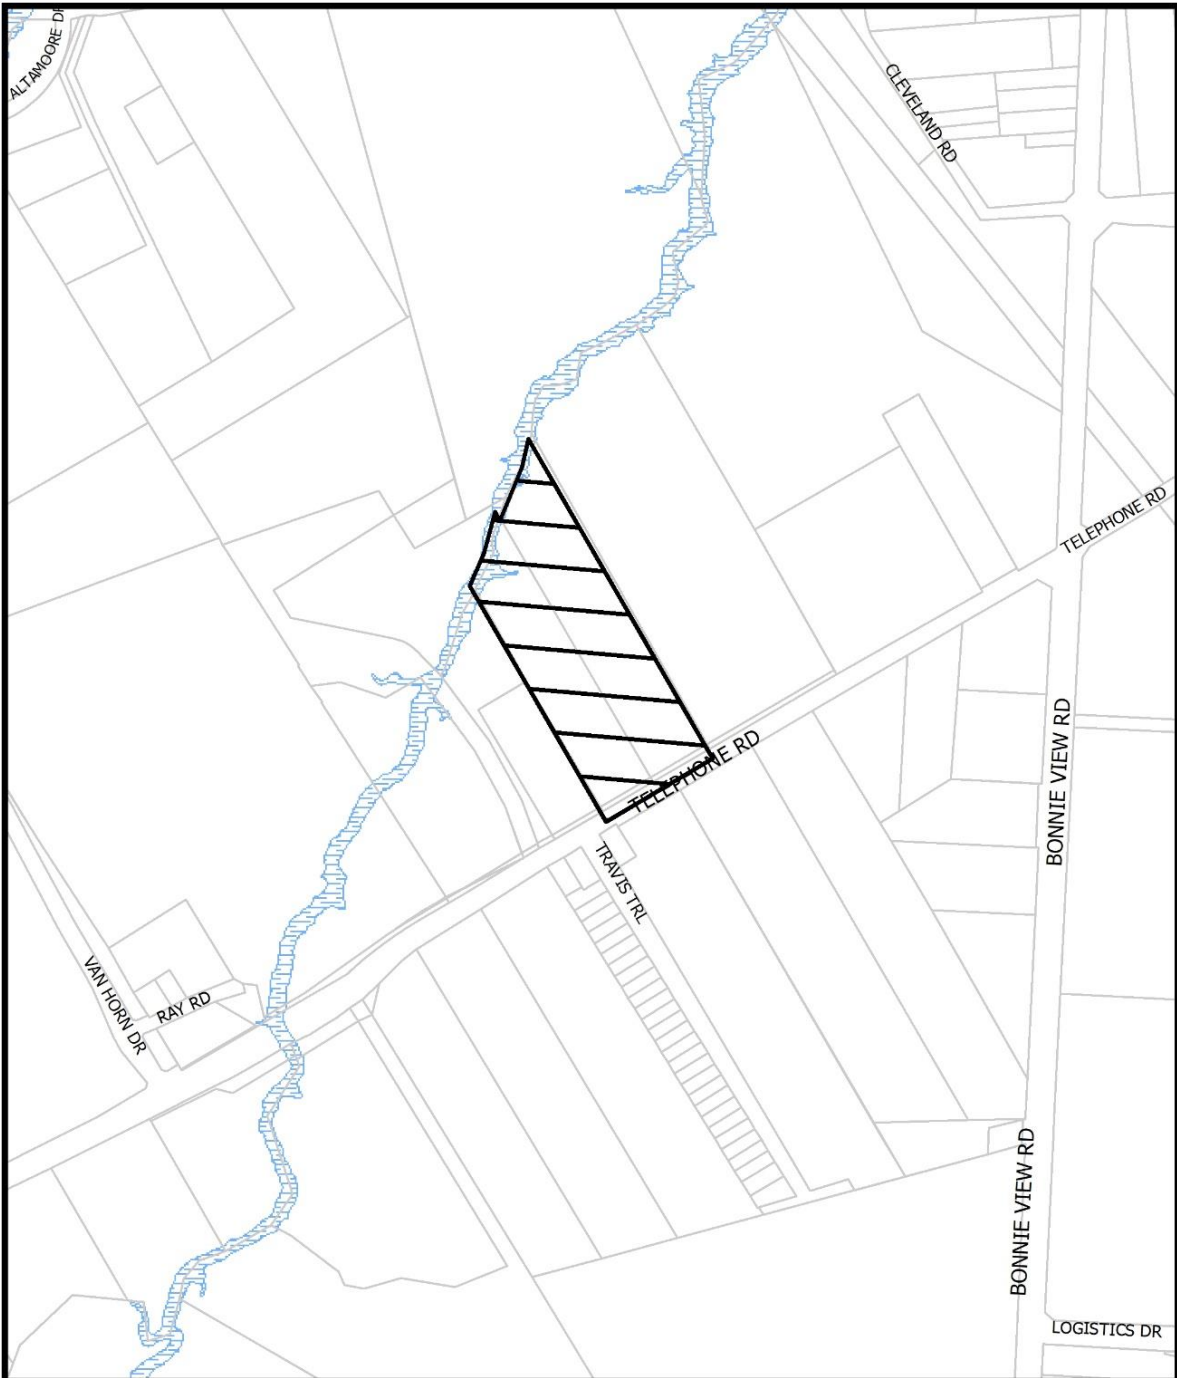 ALTAMOORE DR
CLEVELAND RD
TELEPHONE RD
TELEPHONE RD
BONNIE VIEW RD
TRAVIS TRL
VAN HORN DR
RAY RD
BONNIE VIEW RD
LOGISTICS DR